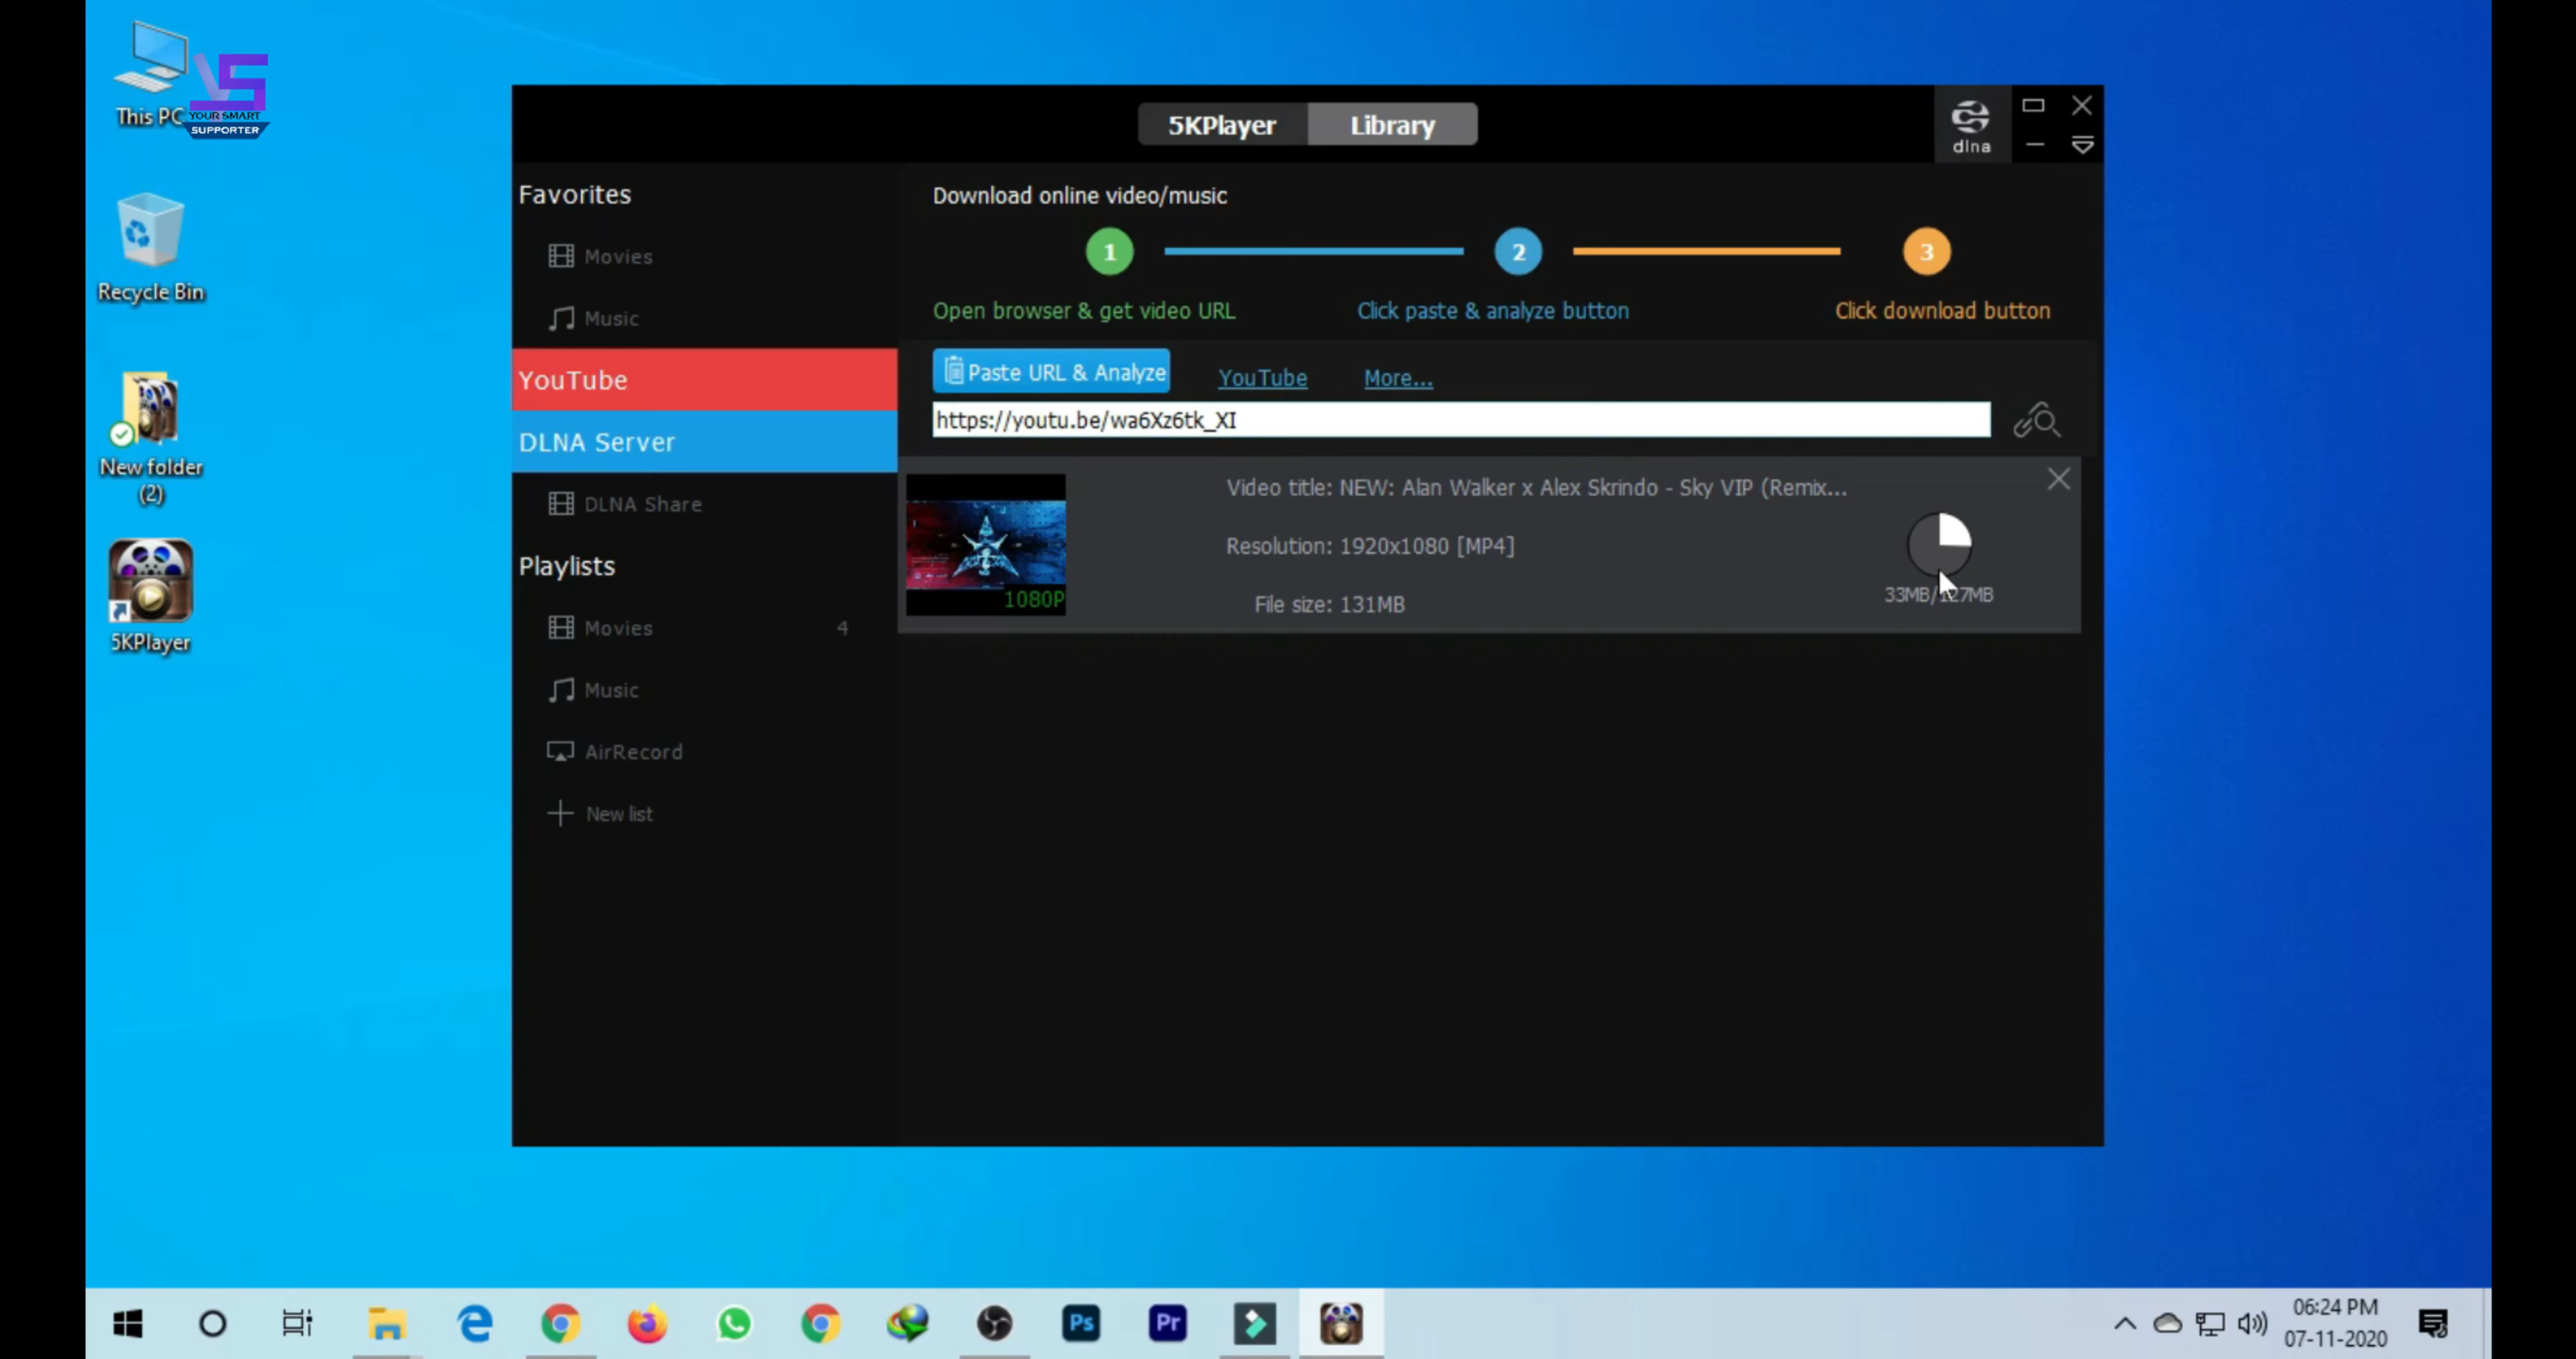 This PC
YOUR SMART
SUPPORTER
Recycle Bin
New folder
(2)
5KPlayer
5KPlayer
Library
dlna
Favorites
Movies
Music
YouTube
DLNA Server
DLNA Share
Playlists
Movies 4
Music
AirRecord
New list
Download online video/music
1 2 3
Open browser & get video URL
Click paste & analyze button
Click download button
Paste URL & Analyze
YouTube
More...
https://youtu.be/wa6Xz6tk_XI
1080P
Video title: NEW: Alan Walker x Alex Skrindo - Sky VIP (Remix...
Resolution: 1920x1080 [MP4]
File size: 131MB
33MB/127MB
Ps
Pr
06:24 PM
07-11-2020